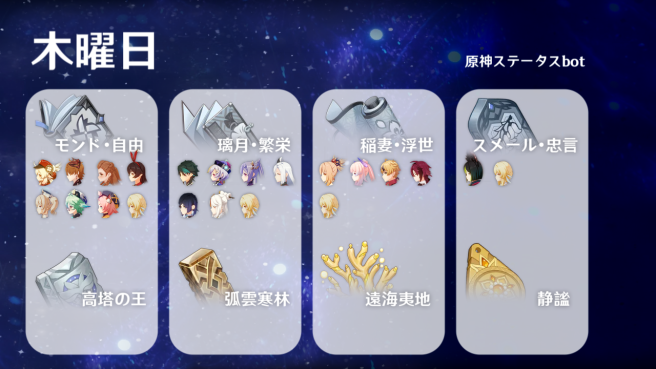 木曜日
原神ステータスbot
モンド・自由
璃月・繁栄
稲妻・浮世
スメール・忠言
高塔の王
孤雲寒林
遠海夷地
静謐